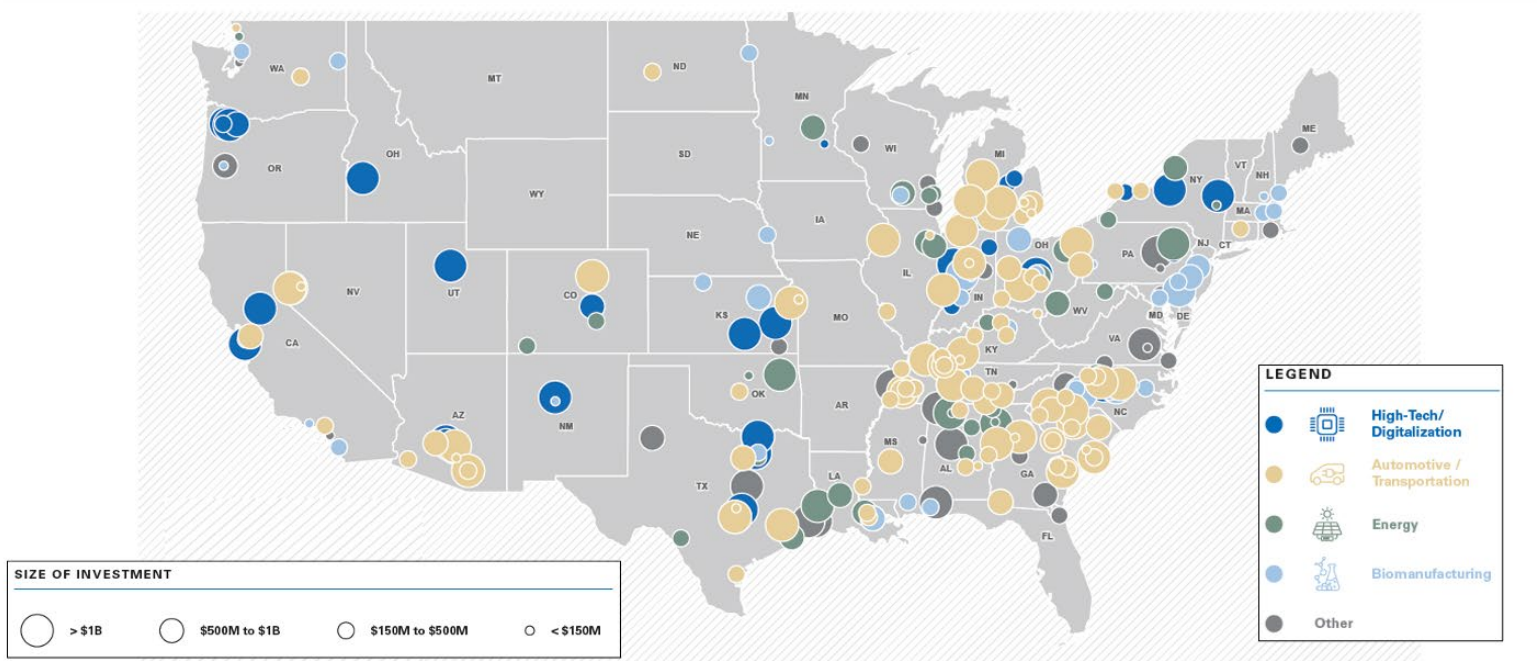 WA
MT
ND
MN
ME
OR
OH
SD
WI
MI
VT
NH
NY
MA
WY
IA
NE
CT
NV
UT
CO
IL
IN
OH
PA
NJ
CA
KS
MO
WV
MD
DE
KY
VA
AZ
NM
OK
AR
TN
NC
TX
LA
MS
AL
GA
FL
LEGEND
High-Tech/
Digitalization
Automotive /
Transportation
Energy
Biomanufacturing
Other
SIZE OF INVESTMENT
> $1B
$500M to $1B
$150M to $500M
< $150M